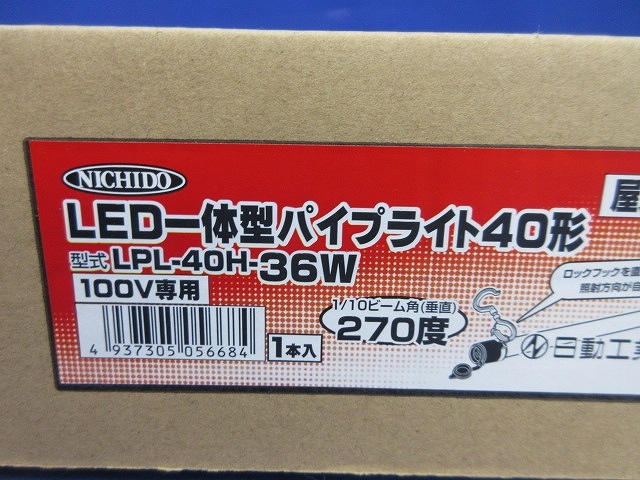 NICHIDO
LED一体型パイプライト40形
型式 LPL-40H-36W
100V専用
4 937305 056684
1本入
1/10ビーム角(垂直)
270度
屋
ロックフックを
照射方向が自
日動工業